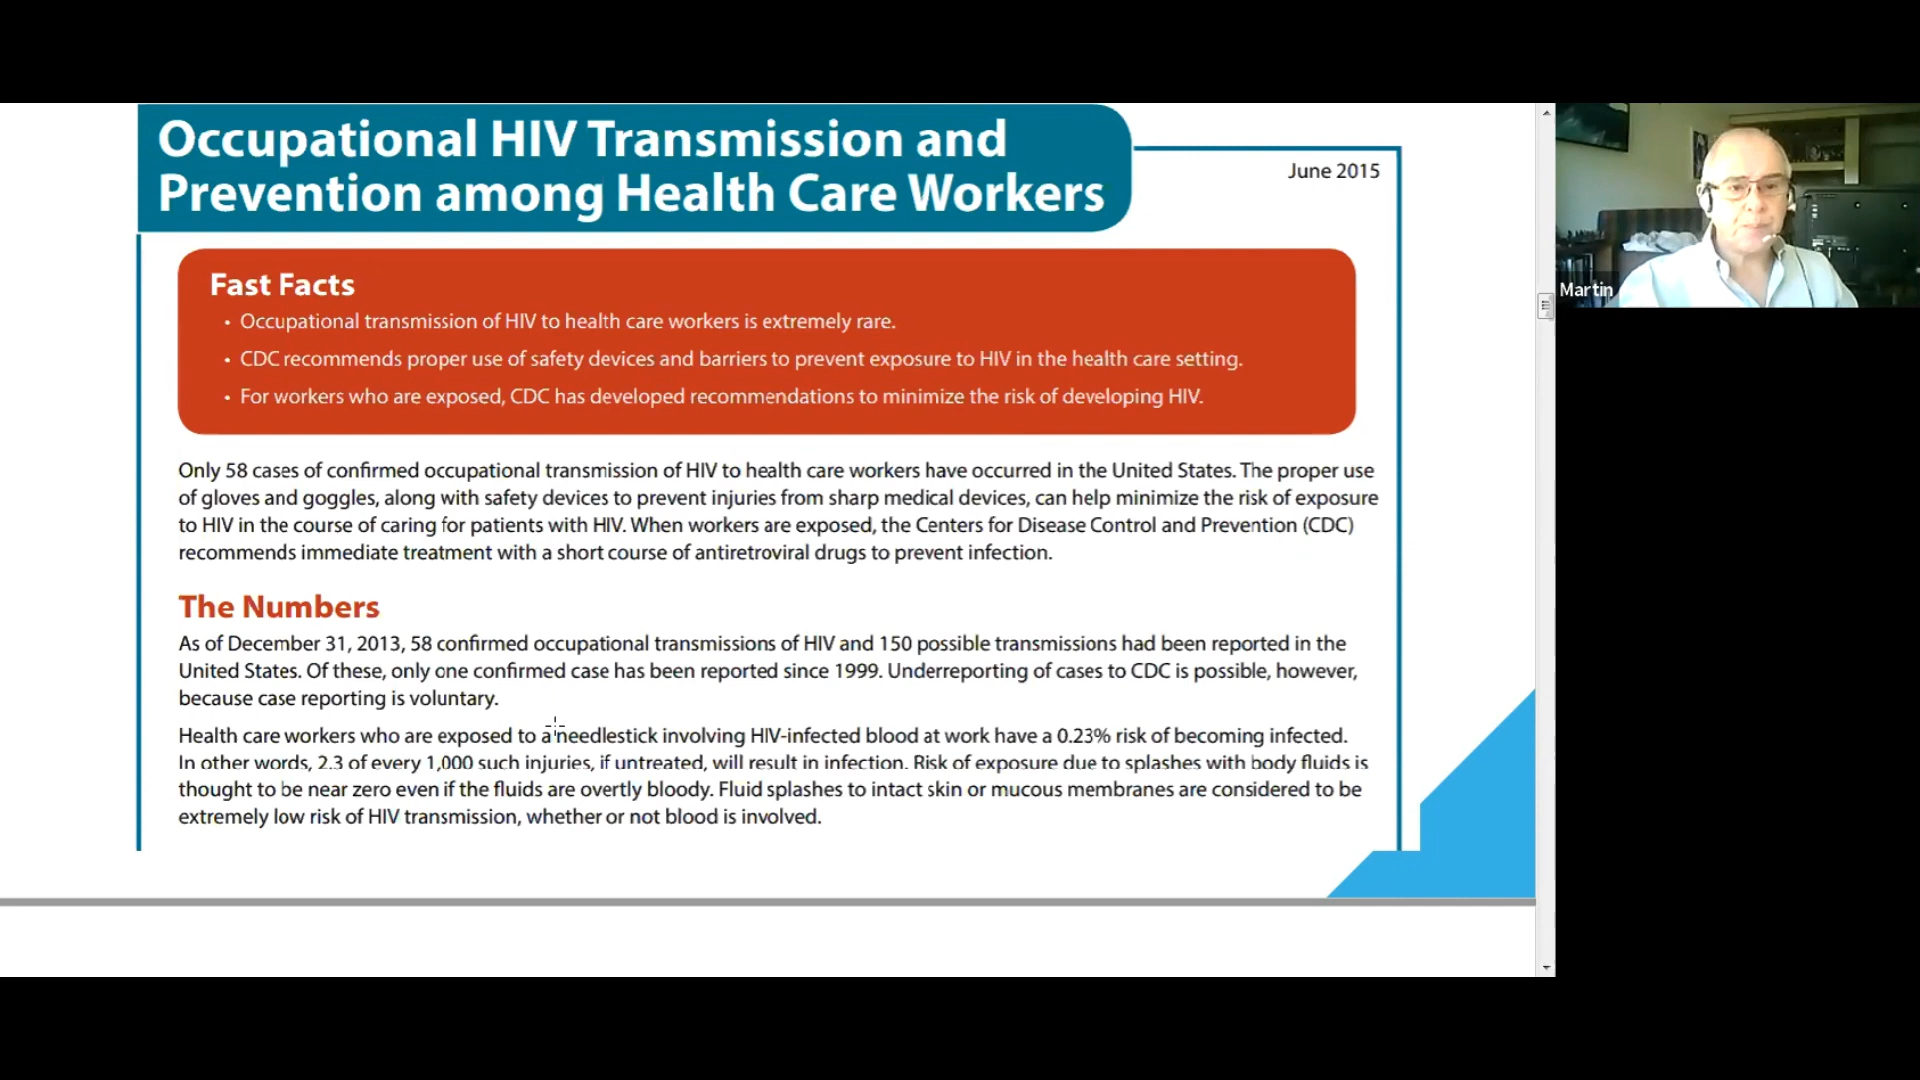 Occupational HIV Transmission and
Prevention among Health Care Workers
June 2015
Fast Facts
• Occupational transmission of HIV to health care workers is extremely rare.
• CDC recommends proper use of safety devices and barriers to prevent exposure to HIV in the health care setting.
• For workers who are exposed, CDC has developed recommendations to minimize the risk of developing HIV.
Only 58 cases of confirmed occupational transmission of HIV to health care workers have occurred in the United States. The proper use
of gloves and goggles, along with safety devices to prevent injuries from sharp medical devices, can help minimize the risk of exposure
to HIV in the course of caring for patients with HIV. When workers are exposed, the Centers for Disease Control and Prevention (CDC)
recommends immediate treatment with a short course of antiretroviral drugs to prevent infection.
The Numbers
As of December 31, 2013, 58 confirmed occupational transmissions of HIV and 150 possible transmissions had been reported in the
United States. Of these, only one confirmed case has been reported since 1999. Underreporting of cases to CDC is possible, however,
because case reporting is voluntary.
Health care workers who are exposed to a needlestick involving HIV-infected blood at work have a 0.23% risk of becoming infected.
In other words, 2.3 of every 1,000 such injuries, if untreated, will result in infection. Risk of exposure due to splashes with body fluids is
thought to be near zero even if the fluids are overtly bloody. Fluid splashes to intact skin or mucous membranes are considered to be
extremely low risk of HIV transmission, whether or not blood is involved.
Martin